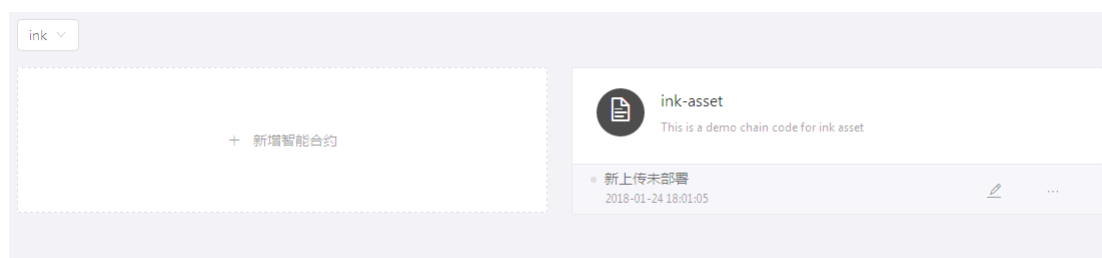 ink
+ 新增智能合约
ink-asset
This is a demo chain code for ink asset
新上传未部署
2018-01-24 18:01:05